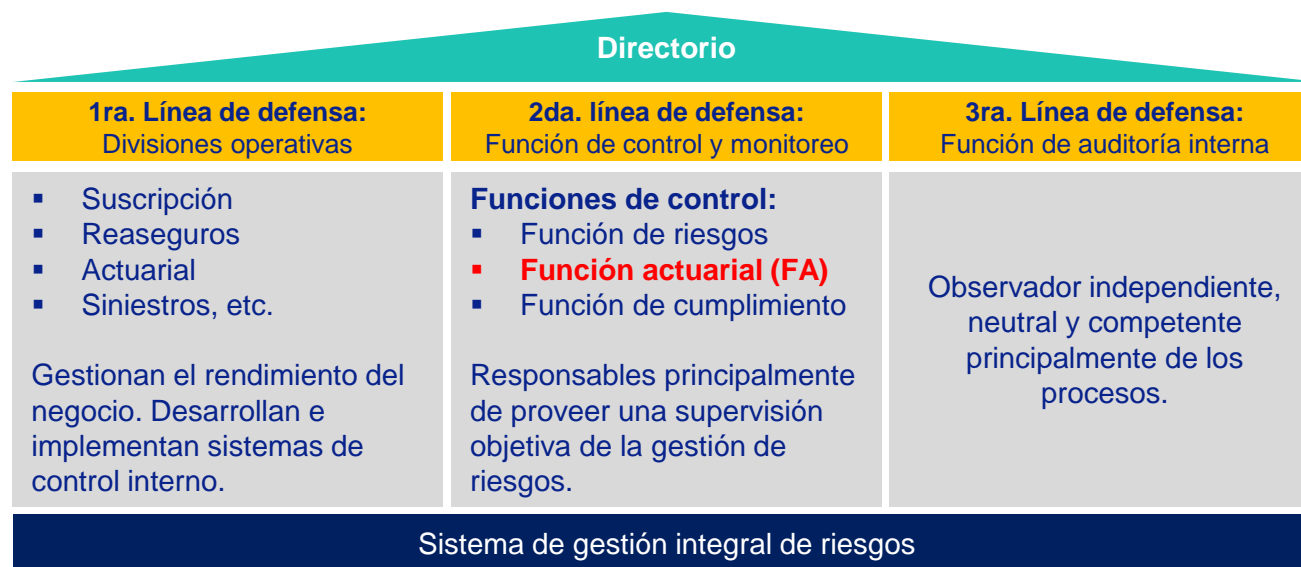 Directorio
1ra. Línea de defensa:
Divisiones operativas
2da. línea de defensa:
Función de control y monitoreo
3ra. Línea de defensa:
Función de auditoría interna
▪ Suscripción
▪ Reaseguros
▪ Actuarial
▪ Siniestros, etc.
Gestionan el rendimiento del
negocio. Desarrollan e
implementan sistemas de
control interno.
Funciones de control:
▪ Función de riesgos
▪ Función actuarial (FA)
▪ Función de cumplimiento
Responsables principalmente
de proveer una supervisión
objetiva de la gestión de
riesgos.
Observador independiente,
neutral y competente
principalmente de los
procesos.
Sistema de gestión integral de riesgos